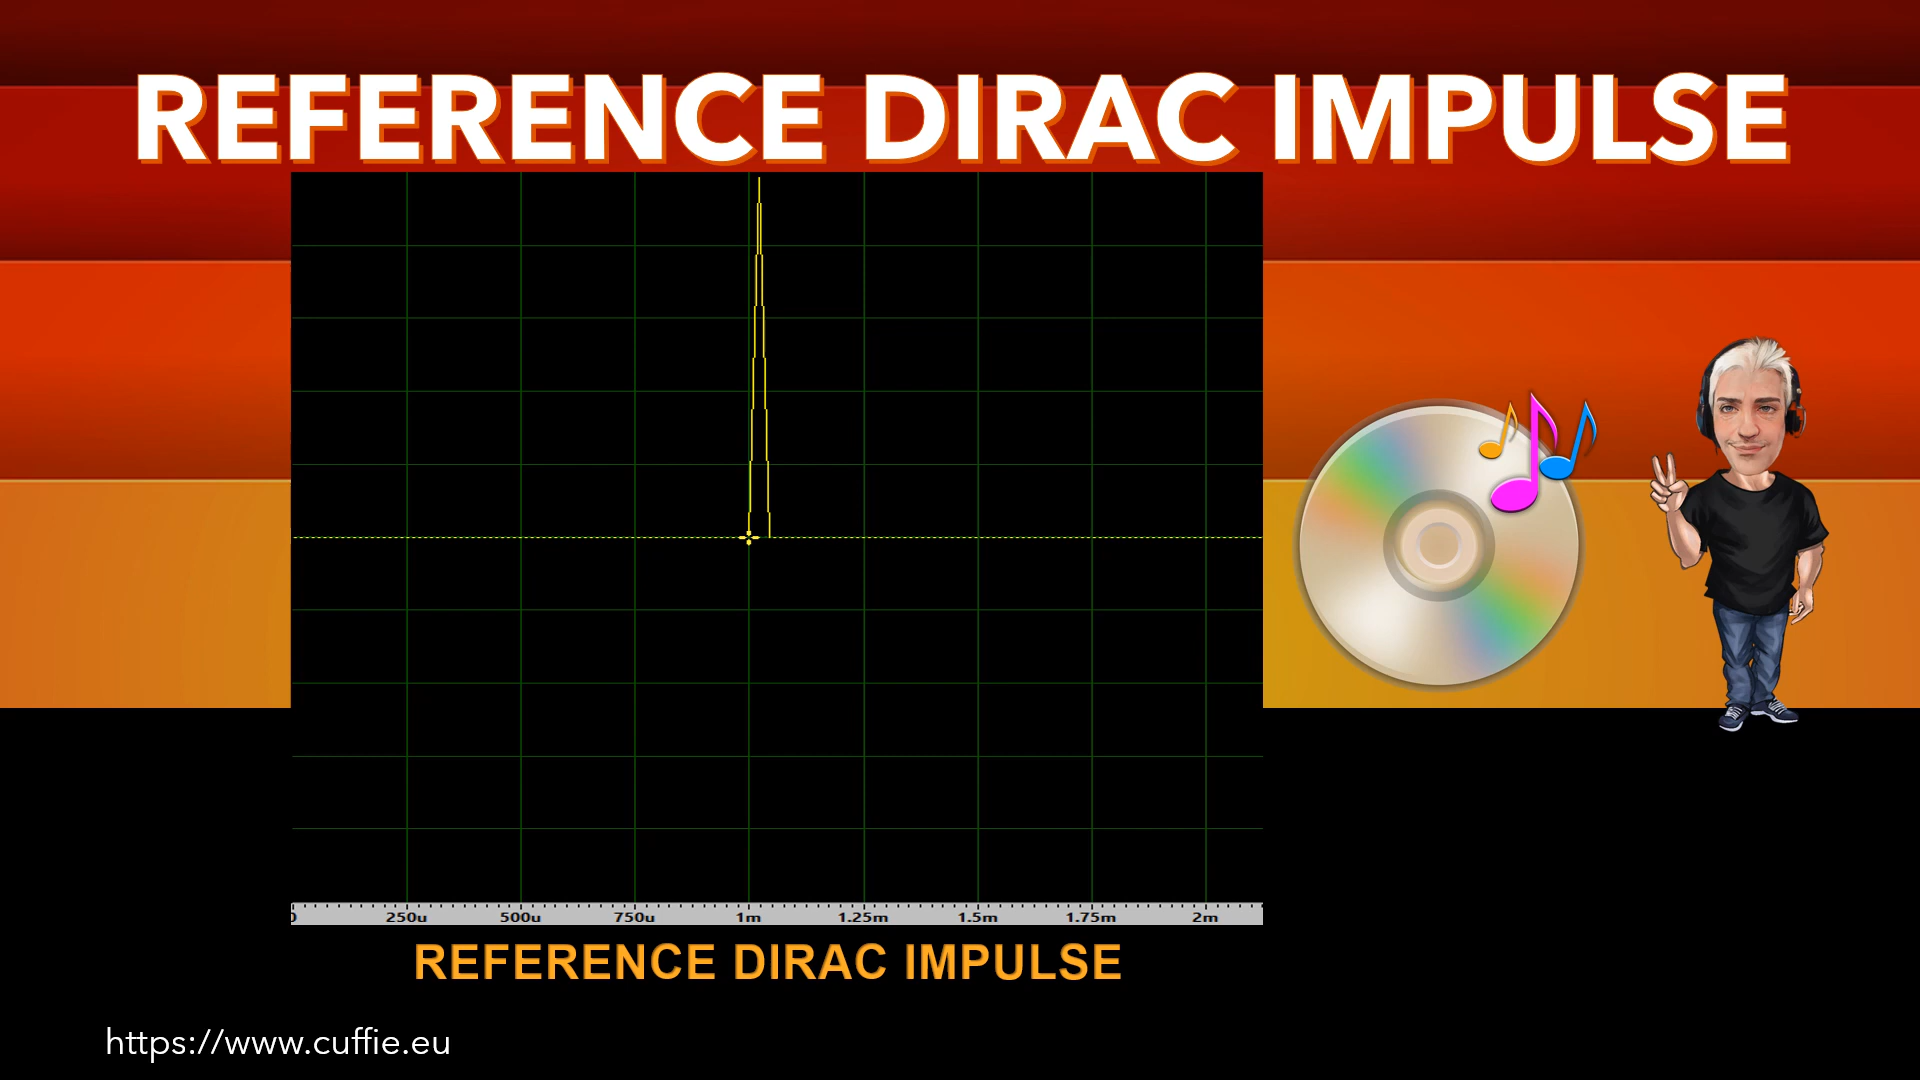 REFERENCE DIRAC IMPULSE
0 250u 500u 750u 1m 1.25m 1.5m 1.75m 2m
REFERENCE DIRAC IMPULSE
https://www.cuffie.eu